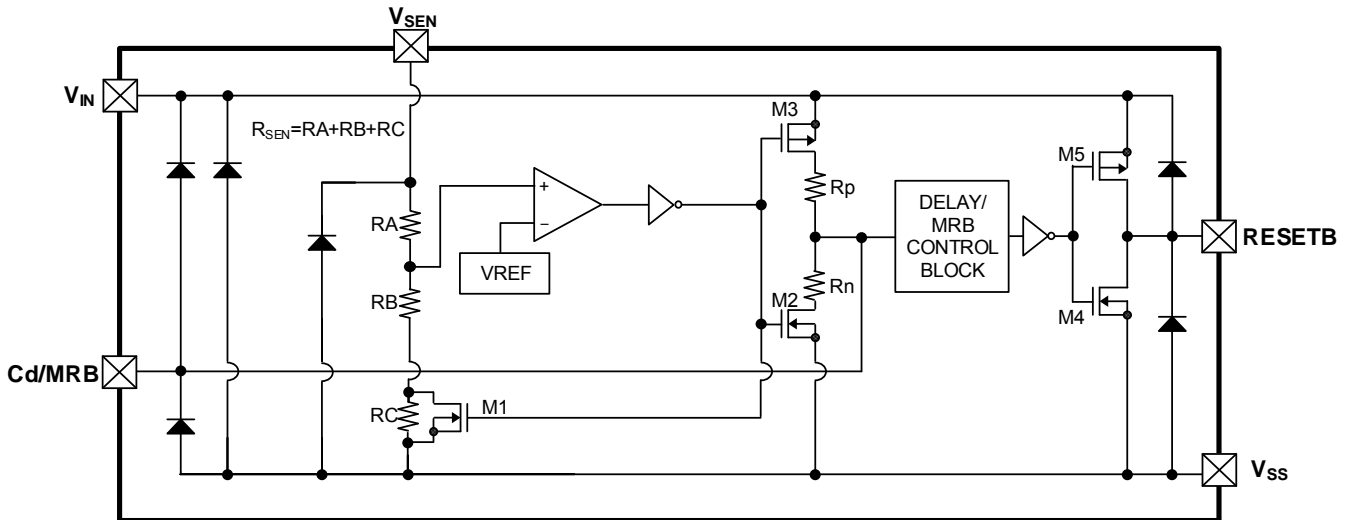 VSEN
VIN
RSEN=RA+RB+RC
M3
M5
Rp
+
RA
−
DELAY/
MRB
CONTROL
BLOCK
RESETB
VREF
RB
Rn
M2
M4
Cd/MRB
RC
M1
VSS